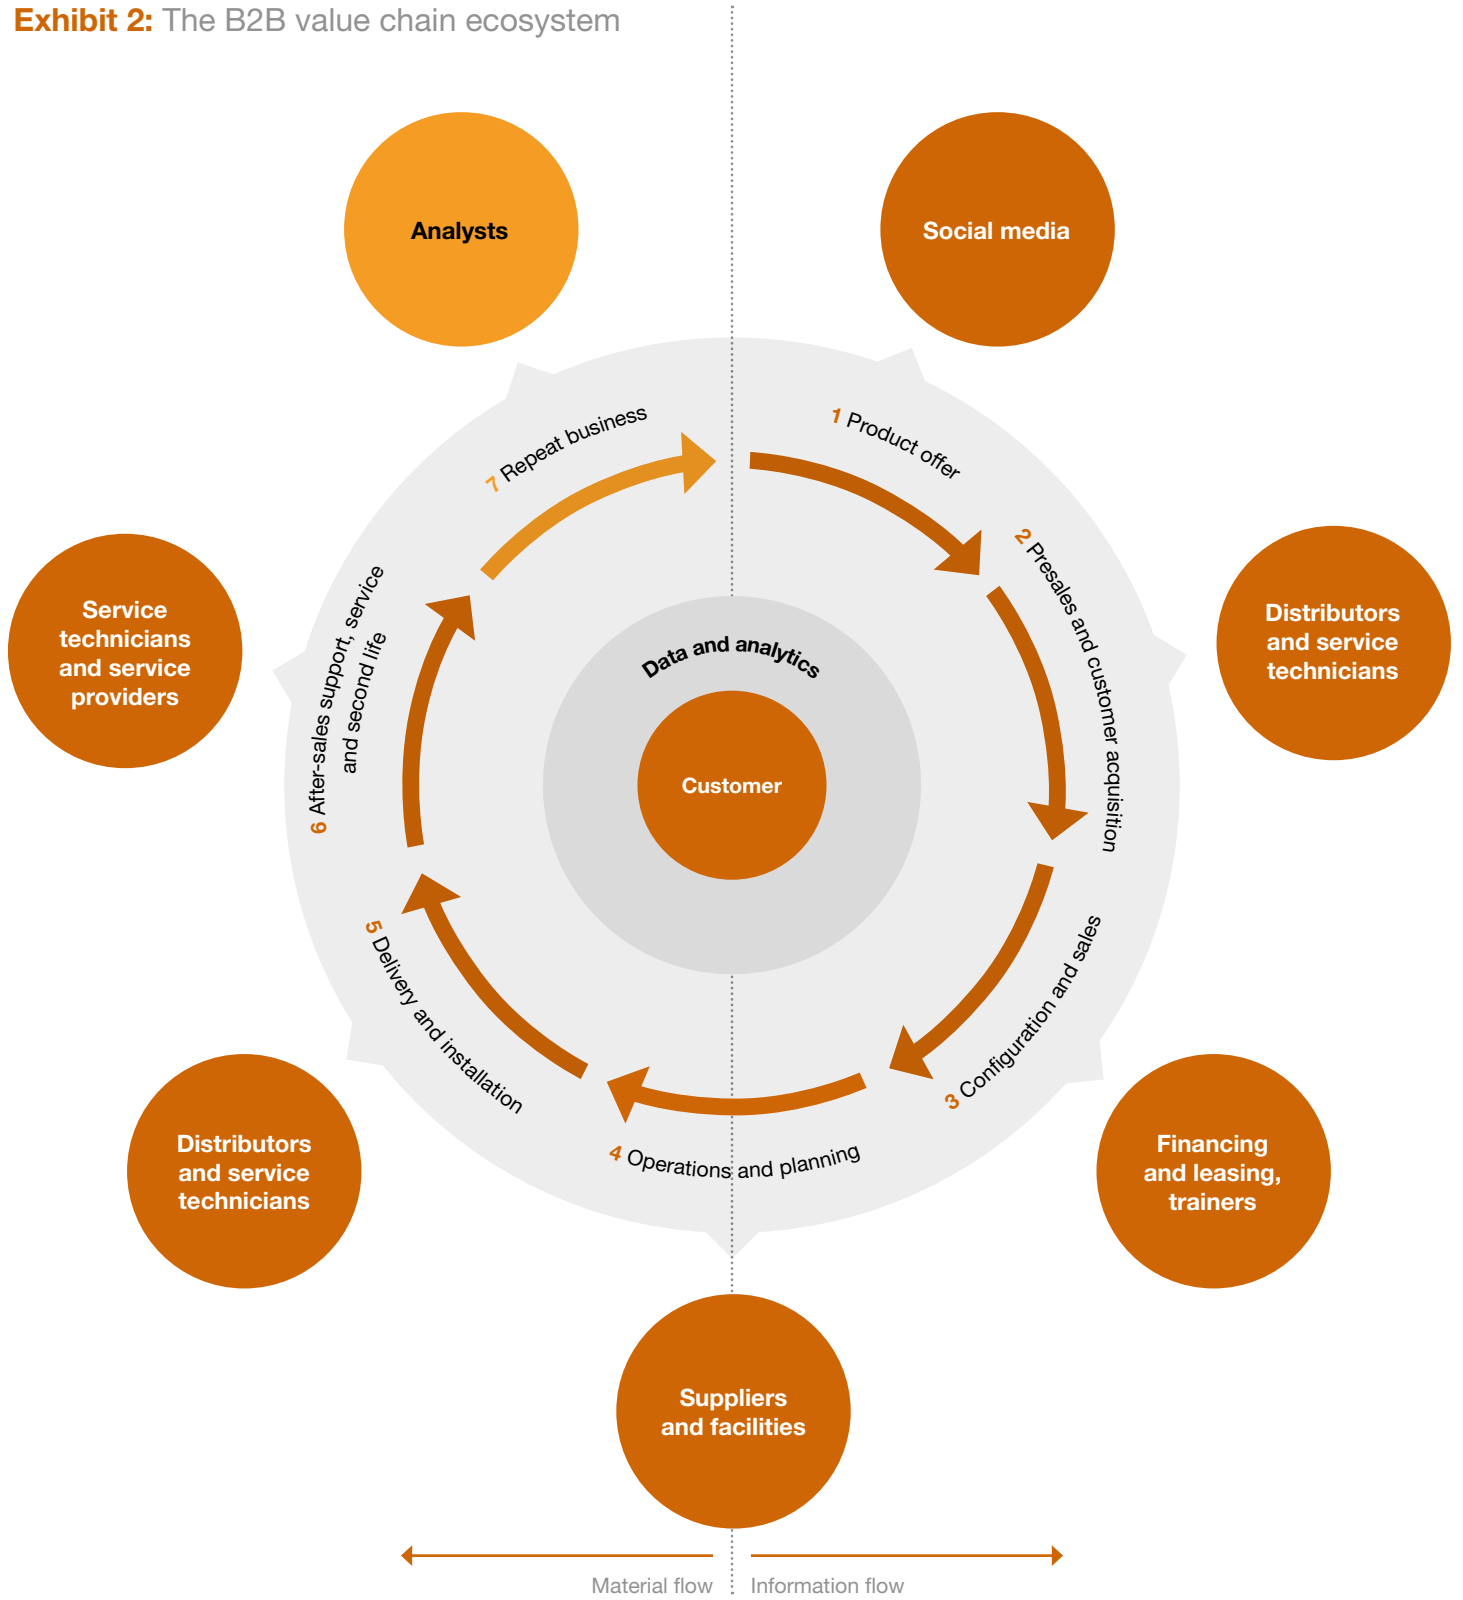 Exhibit 2: The B2B value chain ecosystem
Analysts
Social media
1 Product offer
7 Repeat business
2 Presales and customer acquisition
Service
technicians
and service
providers
6 After-sales support, service
and second life
Data and analytics
Customer
Distributors
and service
technicians
5 Delivery and installation
3 Configuration and sales
4 Operations and planning
Distributors
and service
technicians
Financing
and leasing,
trainers
Suppliers
and facilities
Material flow
Information flow